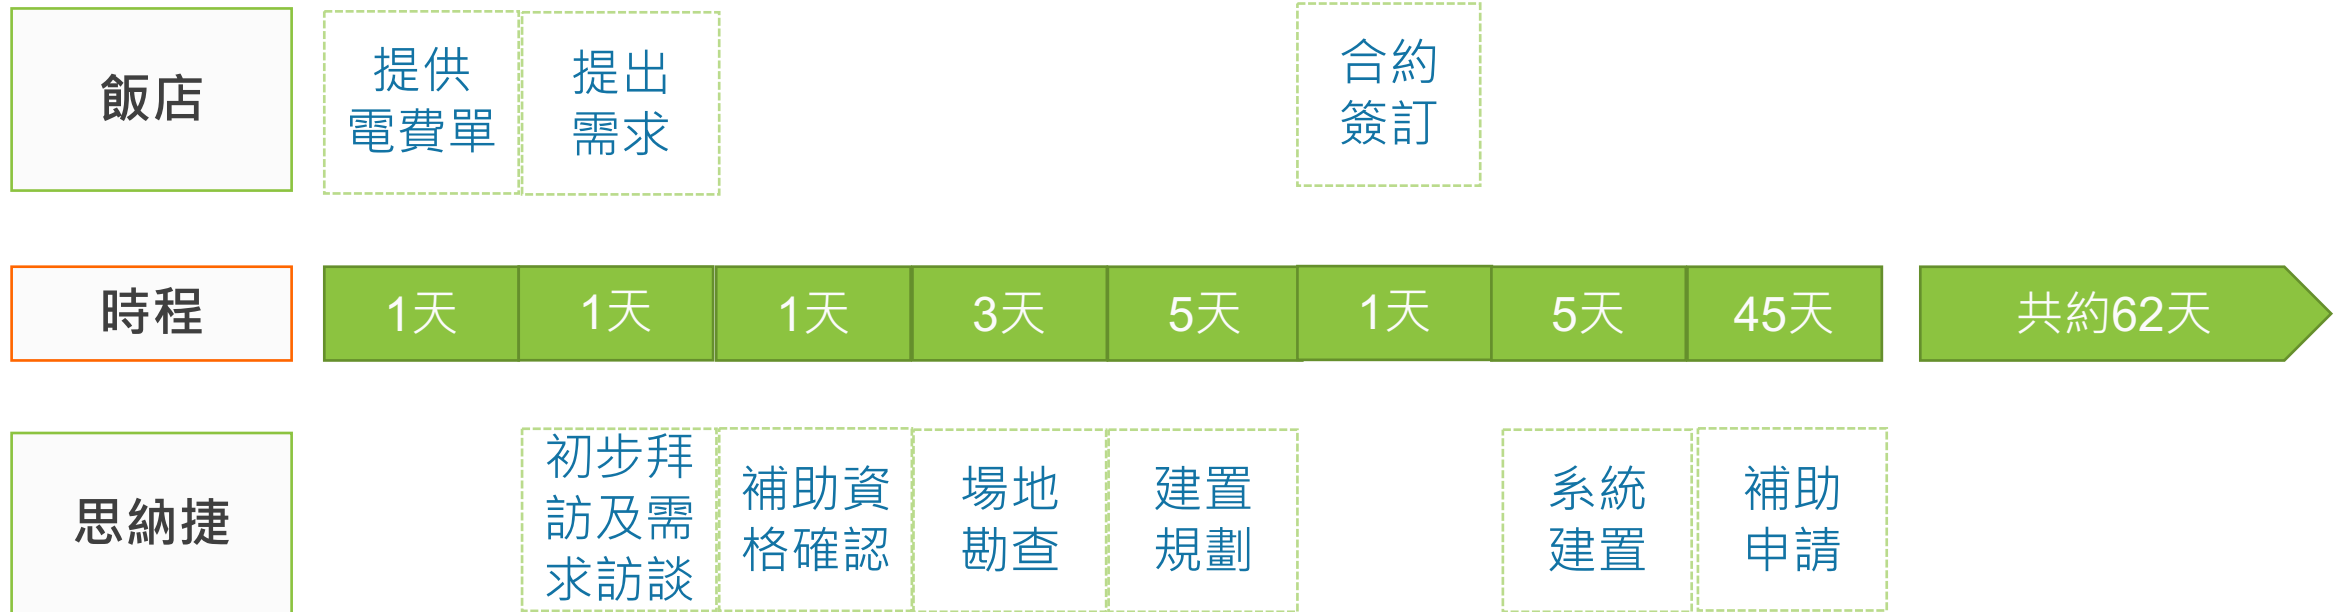 飯店
提供
電費單
提出
需求
合約
簽訂
時程
1天
1天
1天
3天
5天
1天
5天
45天
共約62天
思納捷
初步拜
訪及需
求訪談
補助資
格確認
場地
勘查
建置
規劃
系統
建置
補助
申請